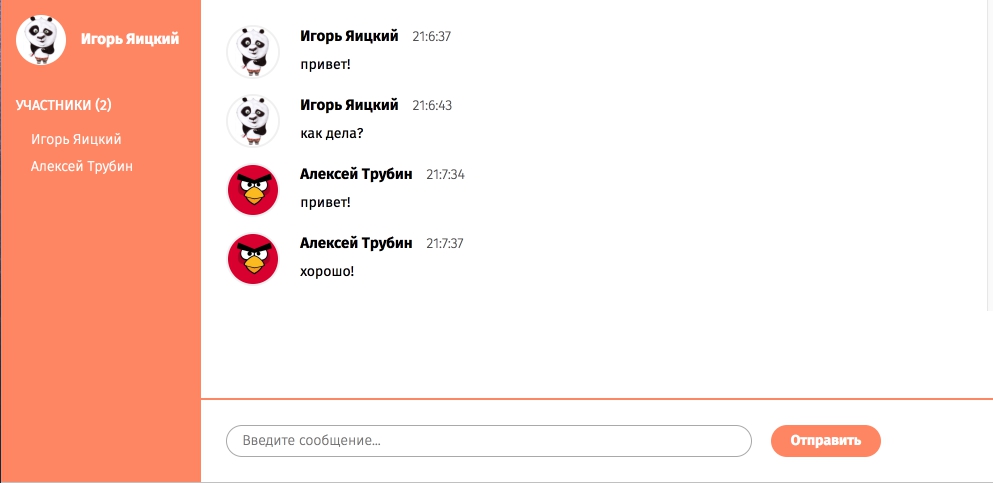 Игорь Яицкий
УЧАСТНИКИ (2)
Игорь Яицкий
Алексей Трубин
Игорь Яицкий 21:6:37
привет!
Игорь Яицкий 21:6:43
как дела?
Алексей Трубин 21:7:34
привет!
Алексей Трубин 21:7:37
хорошо!
Введите сообщение...
Отправить